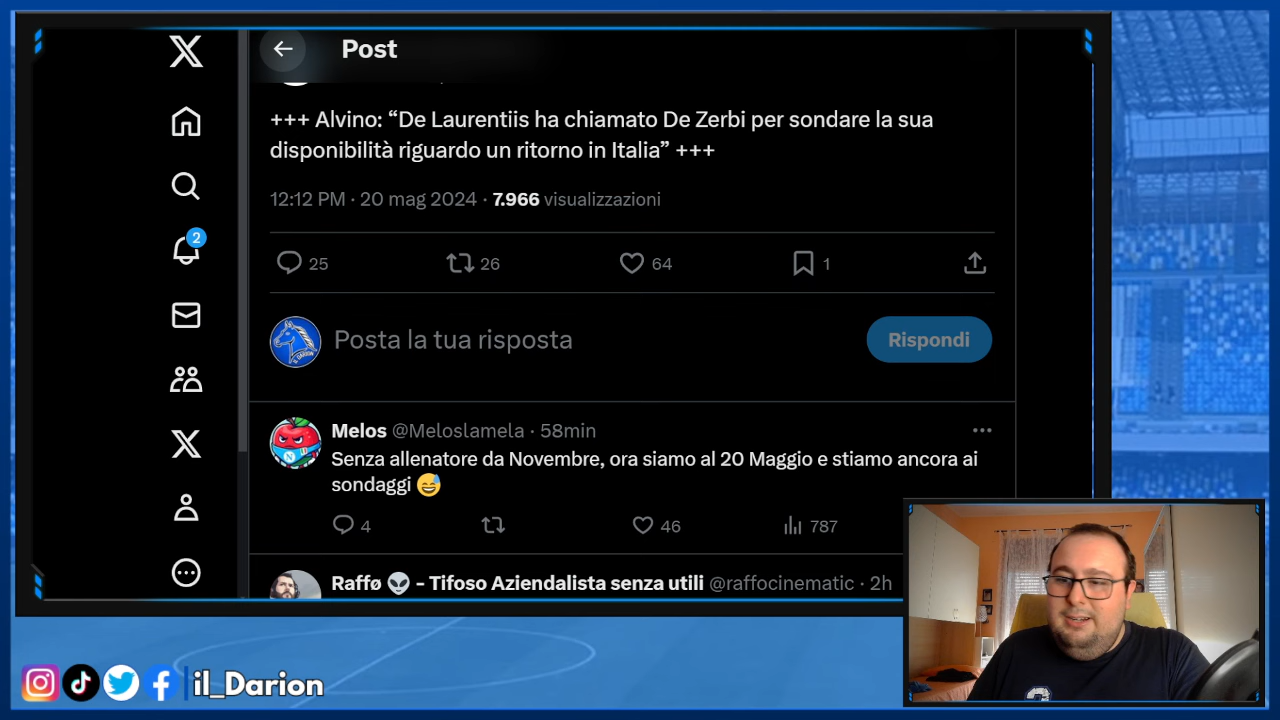 Post
+++ Alvino: “De Laurentiis ha chiamato De Zerbi per sondare la sua
disponibilità riguardo un ritorno in Italia” +++
12:12 PM · 20 mag 2024 · 7.966 visualizzazioni
25 26 64 1
2
Posta la tua risposta
Rispondi
Melos @Meloslamela · 58min
Senza allenatore da Novembre, ora siamo al 20 Maggio e stiamo ancora ai
sondaggi 😅
4 46 787
Raffø 👽 - Tifoso Aziendalista senza utili @raffocinematic · 2h
il_Darion